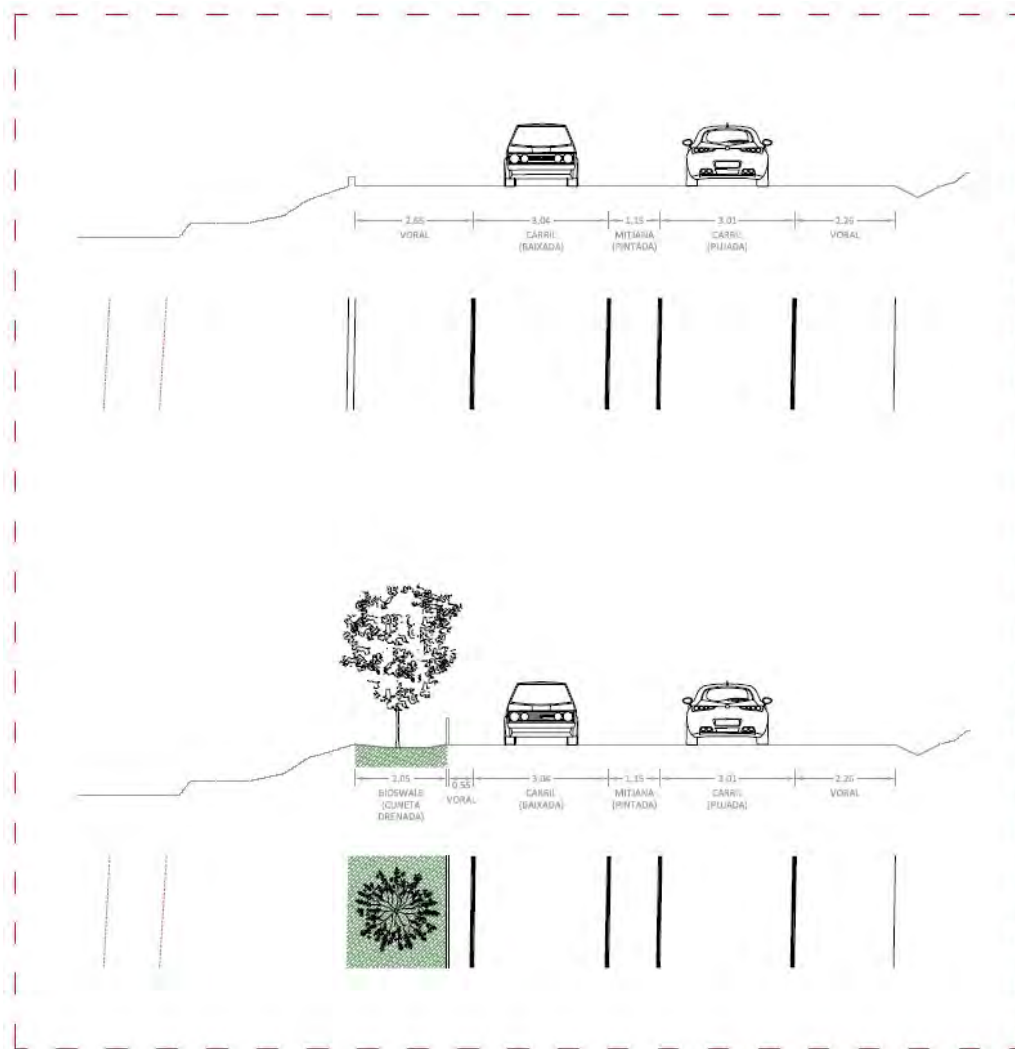 2.65 3.04 1.15 3.01 2.26
VORAL CARRIL MITJANA CARRIL VORAL
(BAIXADA) (PINTADA) (PUJADA)
2.05 0.55 3.04 1.15 3.01 2.26
BIOSWALE VORAL CARRIL MITJANA CARRIL VORAL
(CUNETA (BAIXADA) (PINTADA) (PUJADA)
DRENADA)